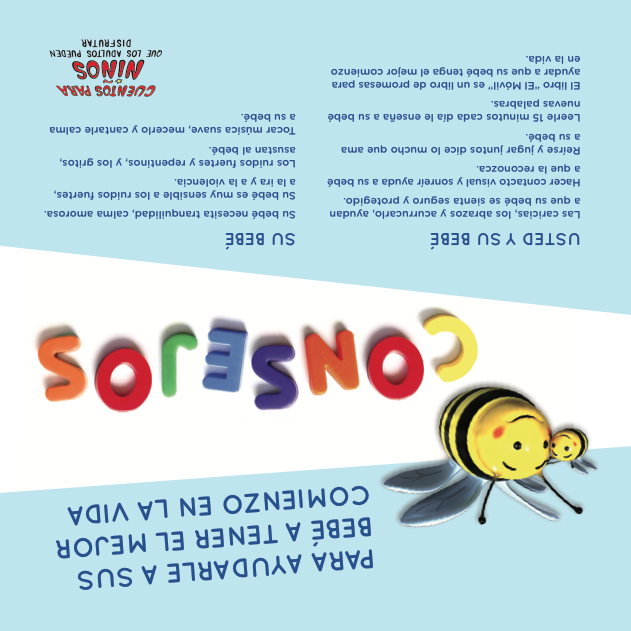 PARA AYUDARLE A SUS
BEBÉ A TENER EL MEJOR
COMIENZO EN LA VIDA
CONSEJOS
USTED Y SU BEBÉ
Las caricias, los abrazos y acurrucarlo, ayudan
a que su bebé se sienta seguro y protegido.
Hacer contacto visual y sonreír ayuda a su bebé
a que la reconozca.
Reirse y jugar juntos dice lo mucho que ama
a su bebé.
Leerle 15 minutos cada día le enseña a su bebé
nuevas palabras.
El libro “El Móvil” es un libro de promesas para
ayudar a que su bebé tenga el mejor comienzo
en la vida.
SU BEBÉ
Su bebé necesita tranquilidad, calma amorosa.
Su bebé es muy sensible a los ruidos fuertes,
a la ira y a la violencia.
Los ruidos fuertes y repentinos, y los gritos,
asustan al bebé.
Tocar música suave, mecerlo y cantarle calma
a su bebé.
CUENTOS PARA
NIÑOS
QUE LOS ADULTOS PUEDEN
DISFRUTAR